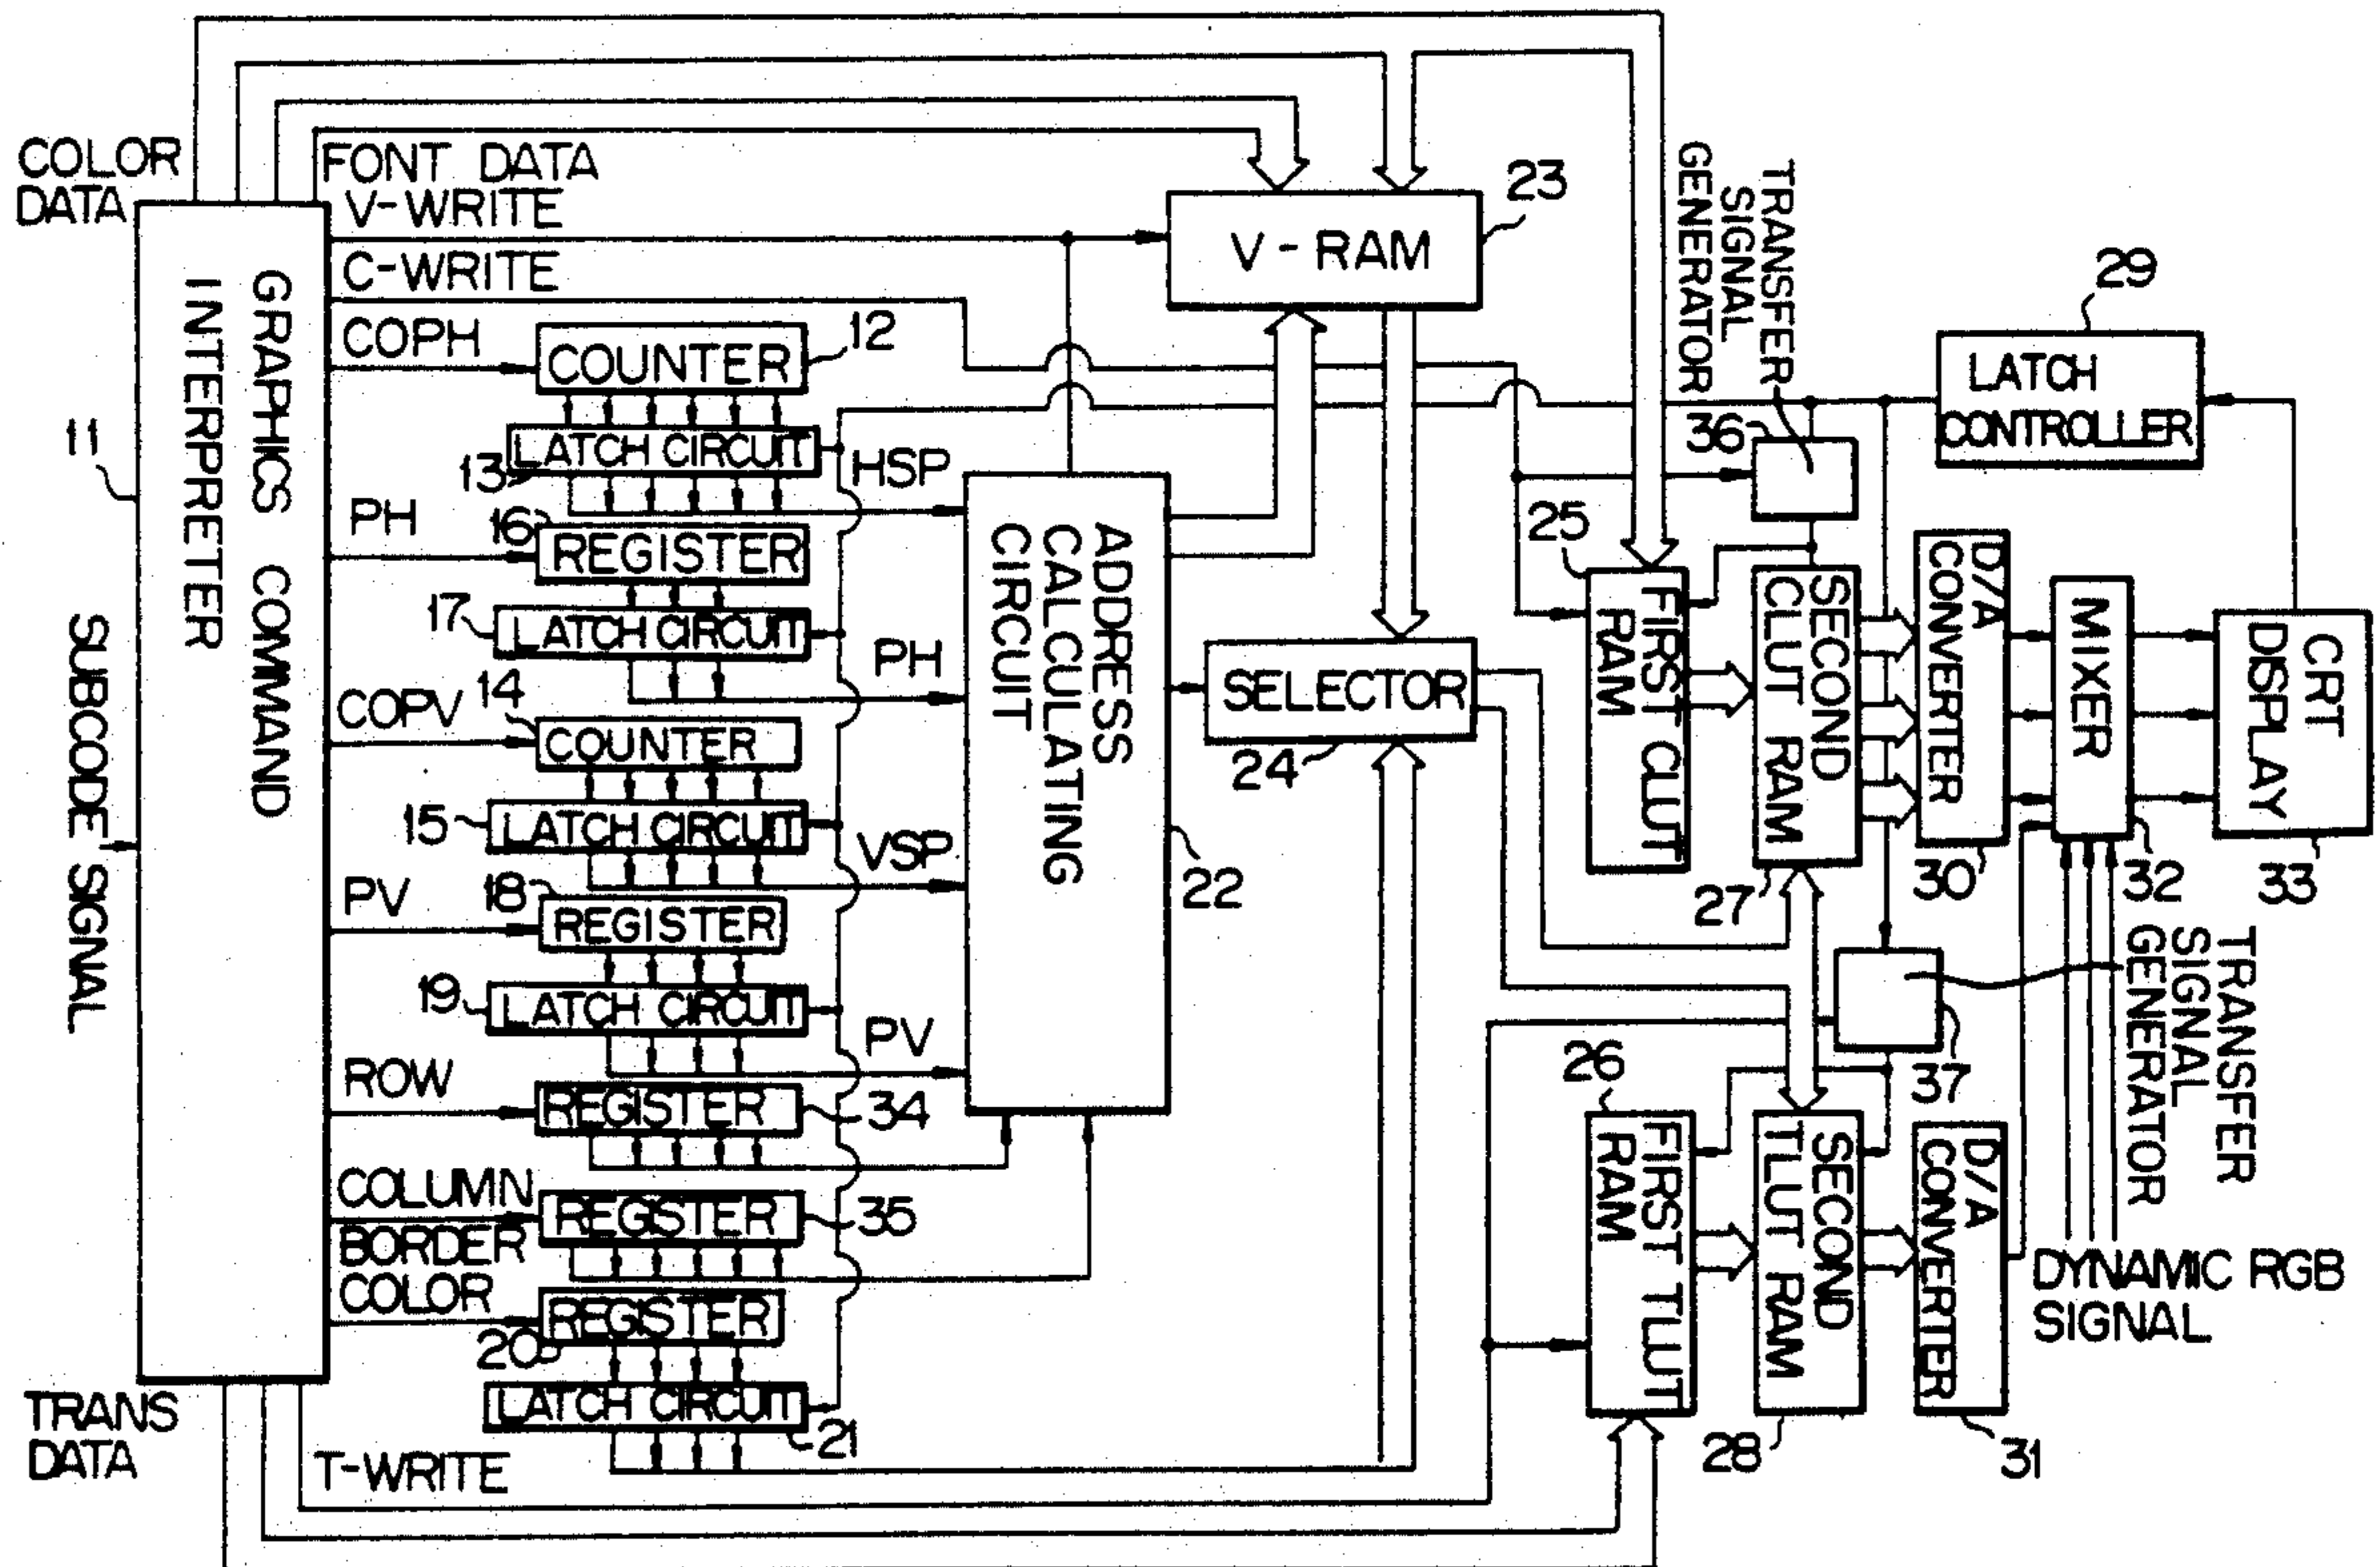 COLOR
DATA
FONT DATA
V-WRITE
C-WRITE
COPH
PH
COPV
PV
ROW
COLUMN
BORDER
COLOR
TRANS
DATA
T-WRITE
SUBCODE SIGNAL
11
GRAPHICS COMMAND
INTERPRETER
COUNTER
12
LATCH CIRCUIT
13
HSP
16
REGISTER
17
LATCH CIRCUIT
PH
14
COUNTER
15
LATCH CIRCUIT
VSP
18
REGISTER
19
LATCH CIRCUIT
PV
REGISTER
34
REGISTER
35
REGISTER
20
LATCH CIRCUIT
21
ADDRESS
CALCULATING
CIRCUIT
22
V-RAM
23
SELECTOR
24
TRANSFER
SIGNAL
GENERATOR
36
25
FIRST CLUT
RAM
SECOND
CLUT RAM
27
D/A
CONVERTER
30
MIXER
32
CRT
DISPLAY
33
29
LATCH
CONTROLLER
TRANSFER
SIGNAL
GENERATOR
37
26
FIRST TLUT
RAM
SECOND
TLUT RAM
28
D/A
CONVERTER
31
DYNAMIC RGB
SIGNAL